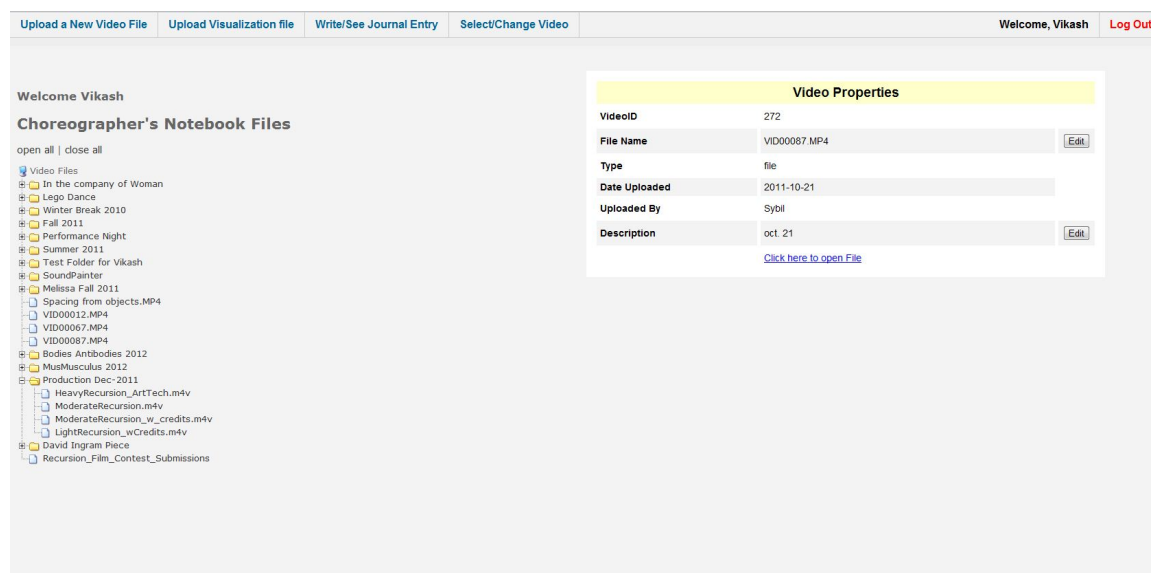 Upload a New Video File Upload Visualization file Write/See Journal Entry Select/Change Video Welcome, Vikash Log Out
Welcome Vikash
Choreographer's Notebook Files
open all | close all
Video Files
In the company of Woman
Lego Dance
Winter Break 2010
Fall 2011
Performance Night
Summer 2011
Test Folder for Vikash
SoundPainter
Melissa Fall 2011
Spacing from objects.MP4
VID00012.MP4
VID00067.MP4
VID00087.MP4
Bodies Antibodies 2012
MusMusculus 2012
Production Dec-2011
HeavyRecursion_ArtTech.m4v
ModerateRecursion.m4v
ModerateRecursion_w_credits.m4v
LightRecursion_wCredits.m4v
David Ingram Piece
Recursion_Film_Contest_Submissions
Video Properties
VideoID 272
File Name VID00087.MP4 Edit
Type file
Date Uploaded 2011-10-21
Uploaded By Sybil
Description oct. 21 Edit
Click here to open File